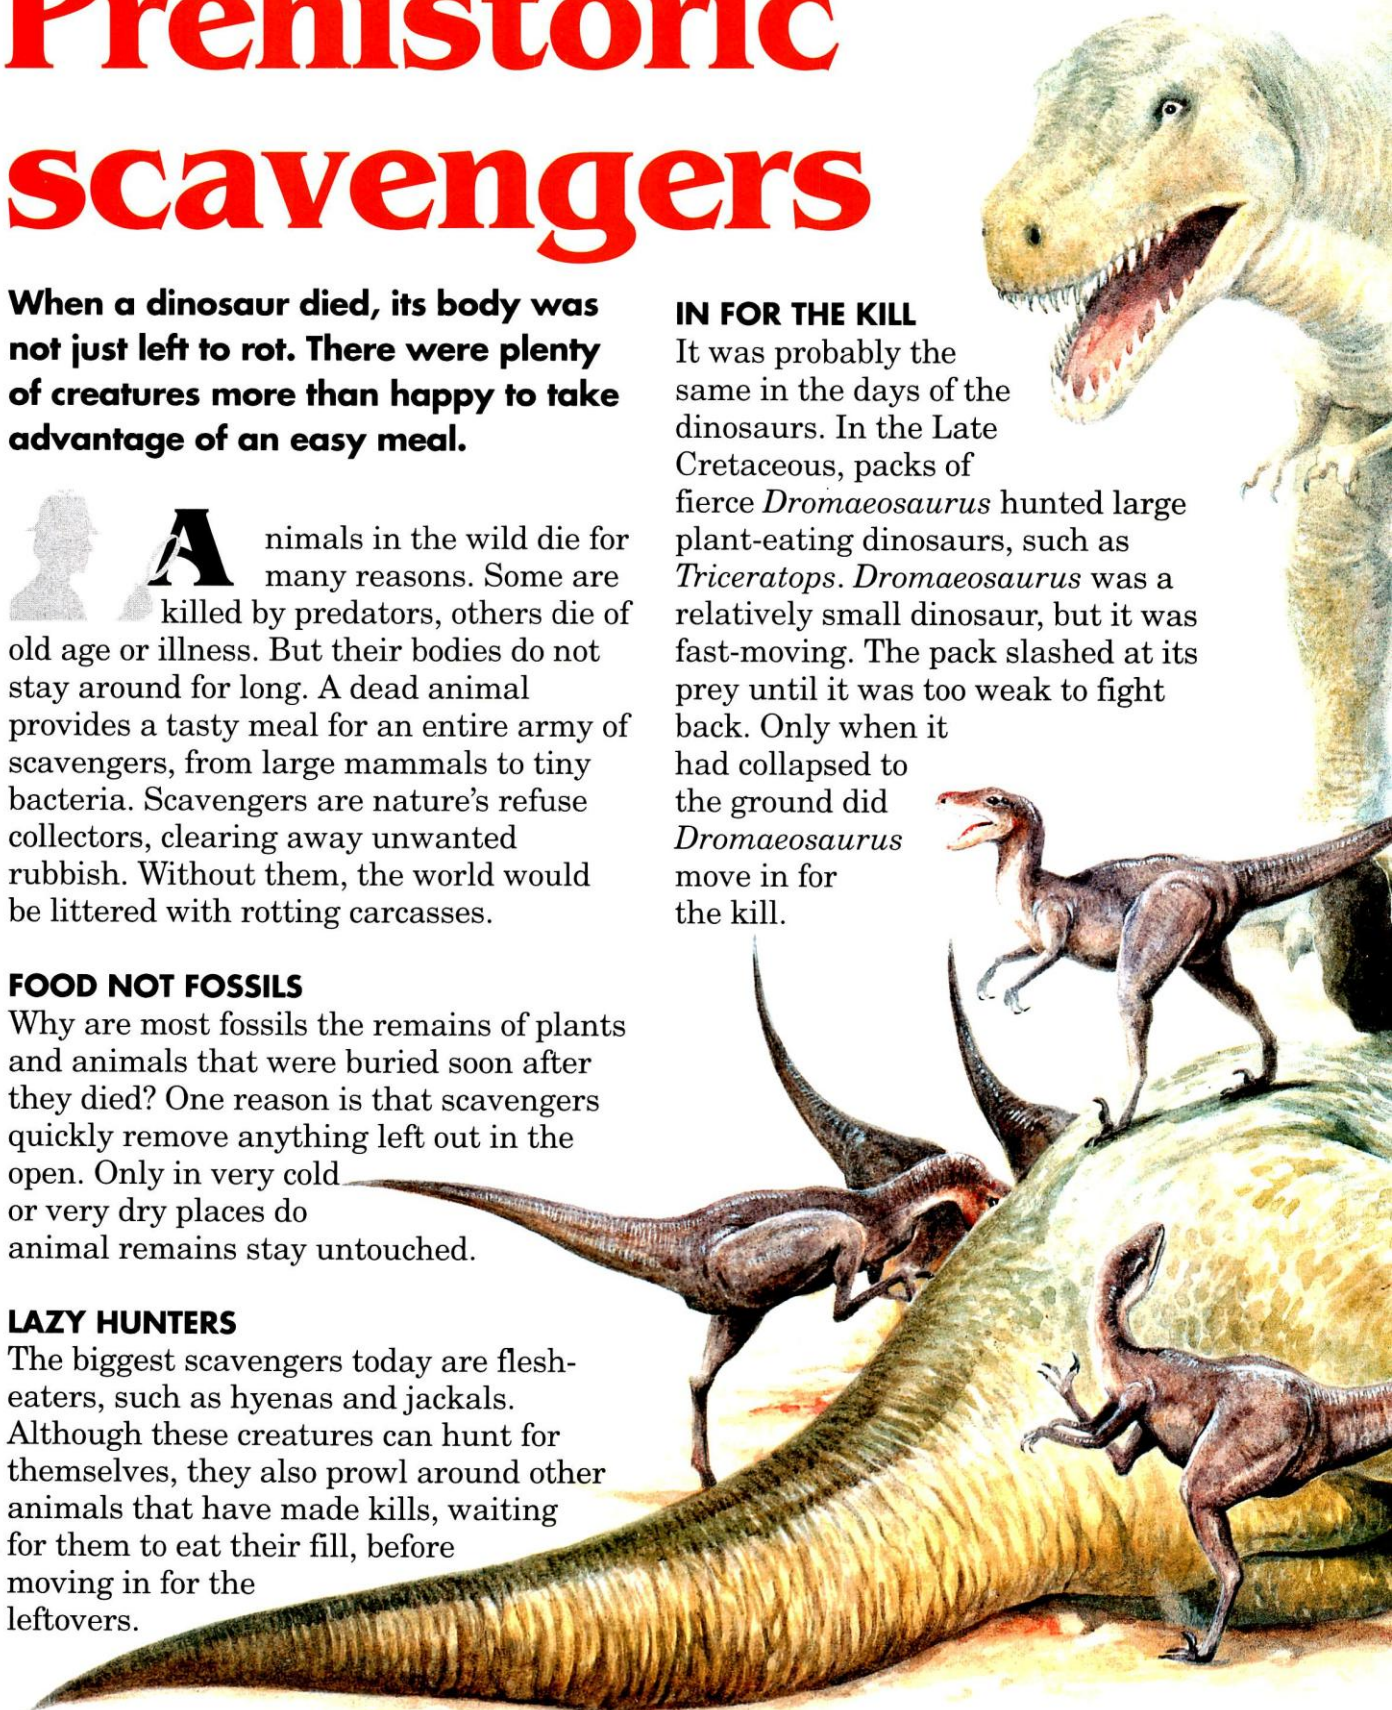 Prehistoric
scavengers
When a dinosaur died, its body was
not just left to rot. There were plenty
of creatures more than happy to take
advantage of an easy meal.
Animals in the wild die for
many reasons. Some are
killed by predators, others die of
old age or illness. But their bodies do not
stay around for long. A dead animal
provides a tasty meal for an entire army of
scavengers, from large mammals to tiny
bacteria. Scavengers are nature's refuse
collectors, clearing away unwanted
rubbish. Without them, the world would
be littered with rotting carcasses.
FOOD NOT FOSSILS
Why are most fossils the remains of plants
and animals that were buried soon after
they died? One reason is that scavengers
quickly remove anything left out in the
open. Only in very cold
or very dry places do
animal remains stay untouched.
LAZY HUNTERS
The biggest scavengers today are flesh-
eaters, such as hyenas and jackals.
Although these creatures can hunt for
themselves, they also prowl around other
animals that have made kills, waiting
for them to eat their fill, before
moving in for the
leftovers.
IN FOR THE KILL
It was probably the
same in the days of the
dinosaurs. In the Late
Cretaceous, packs of
fierce Dromaeosaurus hunted large
plant-eating dinosaurs, such as
Triceratops. Dromaeosaurus was a
relatively small dinosaur, but it was
fast-moving. The pack slashed at its
prey until it was too weak to fight
back. Only when it
had collapsed to
the ground did
Dromaeosaurus
move in for
the kill.